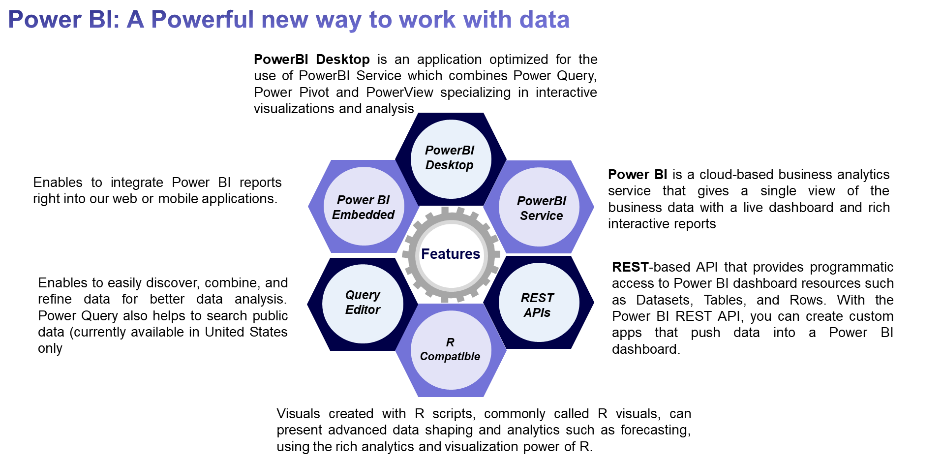 Power BI: A Powerful new way to work with data
PowerBI Desktop is an application optimized for the
use of PowerBI Service which combines Power Query,
Power Pivot and PowerView specializing in interactive
visualizations and analysis
PowerBI
Desktop
Enables to integrate Power BI reports
right into our web or mobile applications.
Power BI
Embedded
PowerBI
Service
Power BI is a cloud-based business analytics
service that gives a single view of the
business data with a live dashboard and rich
interactive reports
Features
Enables to easily discover, combine, and
refine data for better data analysis.
Power Query also helps to search public
data (currently available in United States
only
Query
Editor
REST
APIs
REST-based API that provides programmatic
access to Power BI dashboard resources such
as Datasets, Tables, and Rows. With the
Power BI REST API, you can create custom
apps that push data into a Power BI
dashboard.
R
Compatible
Visuals created with R scripts, commonly called R visuals, can
present advanced data shaping and analytics such as forecasting,
using the rich analytics and visualization power of R.